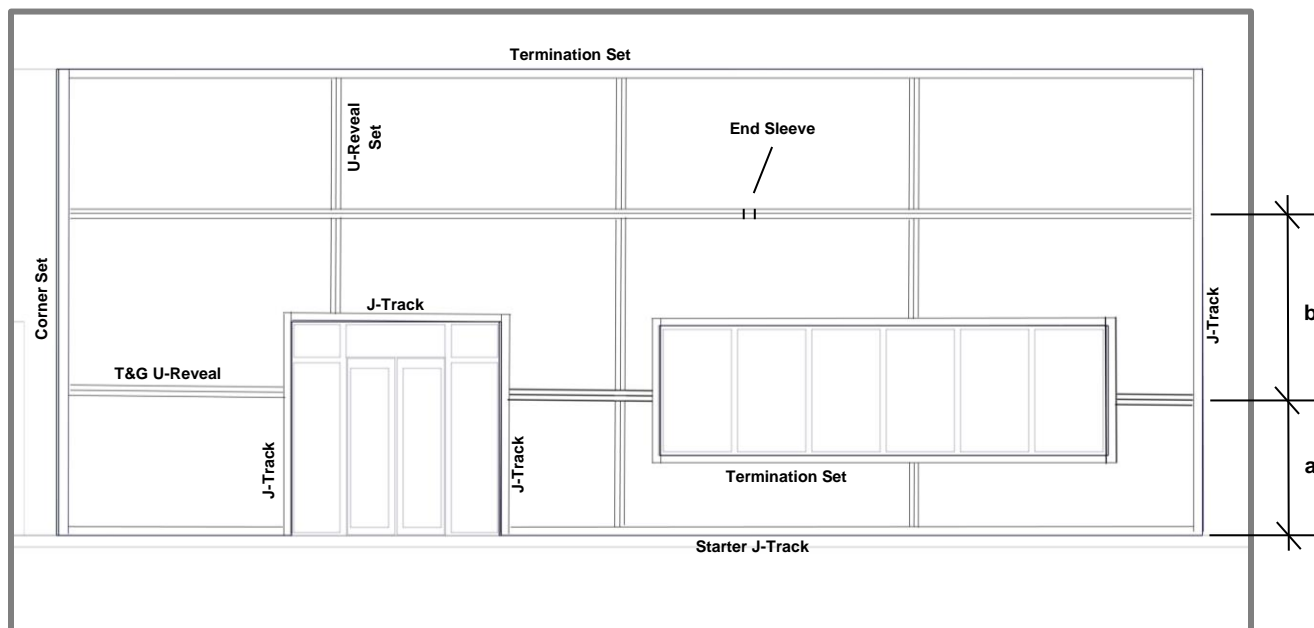 Termination Set
U-Reveal
Set
End Sleeve
Corner Set
J-Track
J-Track
b
T&G U-Reveal
J-Track
J-Track
Termination Set
a
Starter J-Track